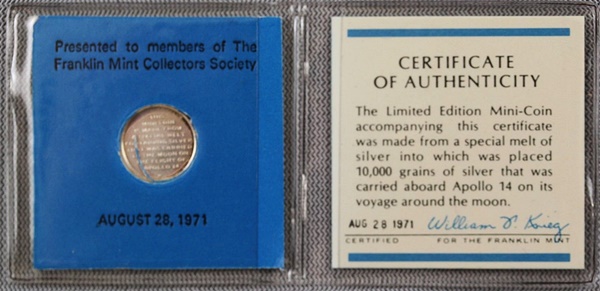 Presented to members of The
Franklin Mint Collectors Society
AUGUST 28, 1971
CERTIFICATE
OF AUTHENTICITY
The Limited Edition Mini-Coin
accompanying this certificate
was made from a special melt of
silver into which was placed
10,000 grains of silver that was
carried aboard Apollo 14 on its
voyage around the moon.
AUG 28 1971 William
CERTIFIED FOR THE FRANKLIN MINT